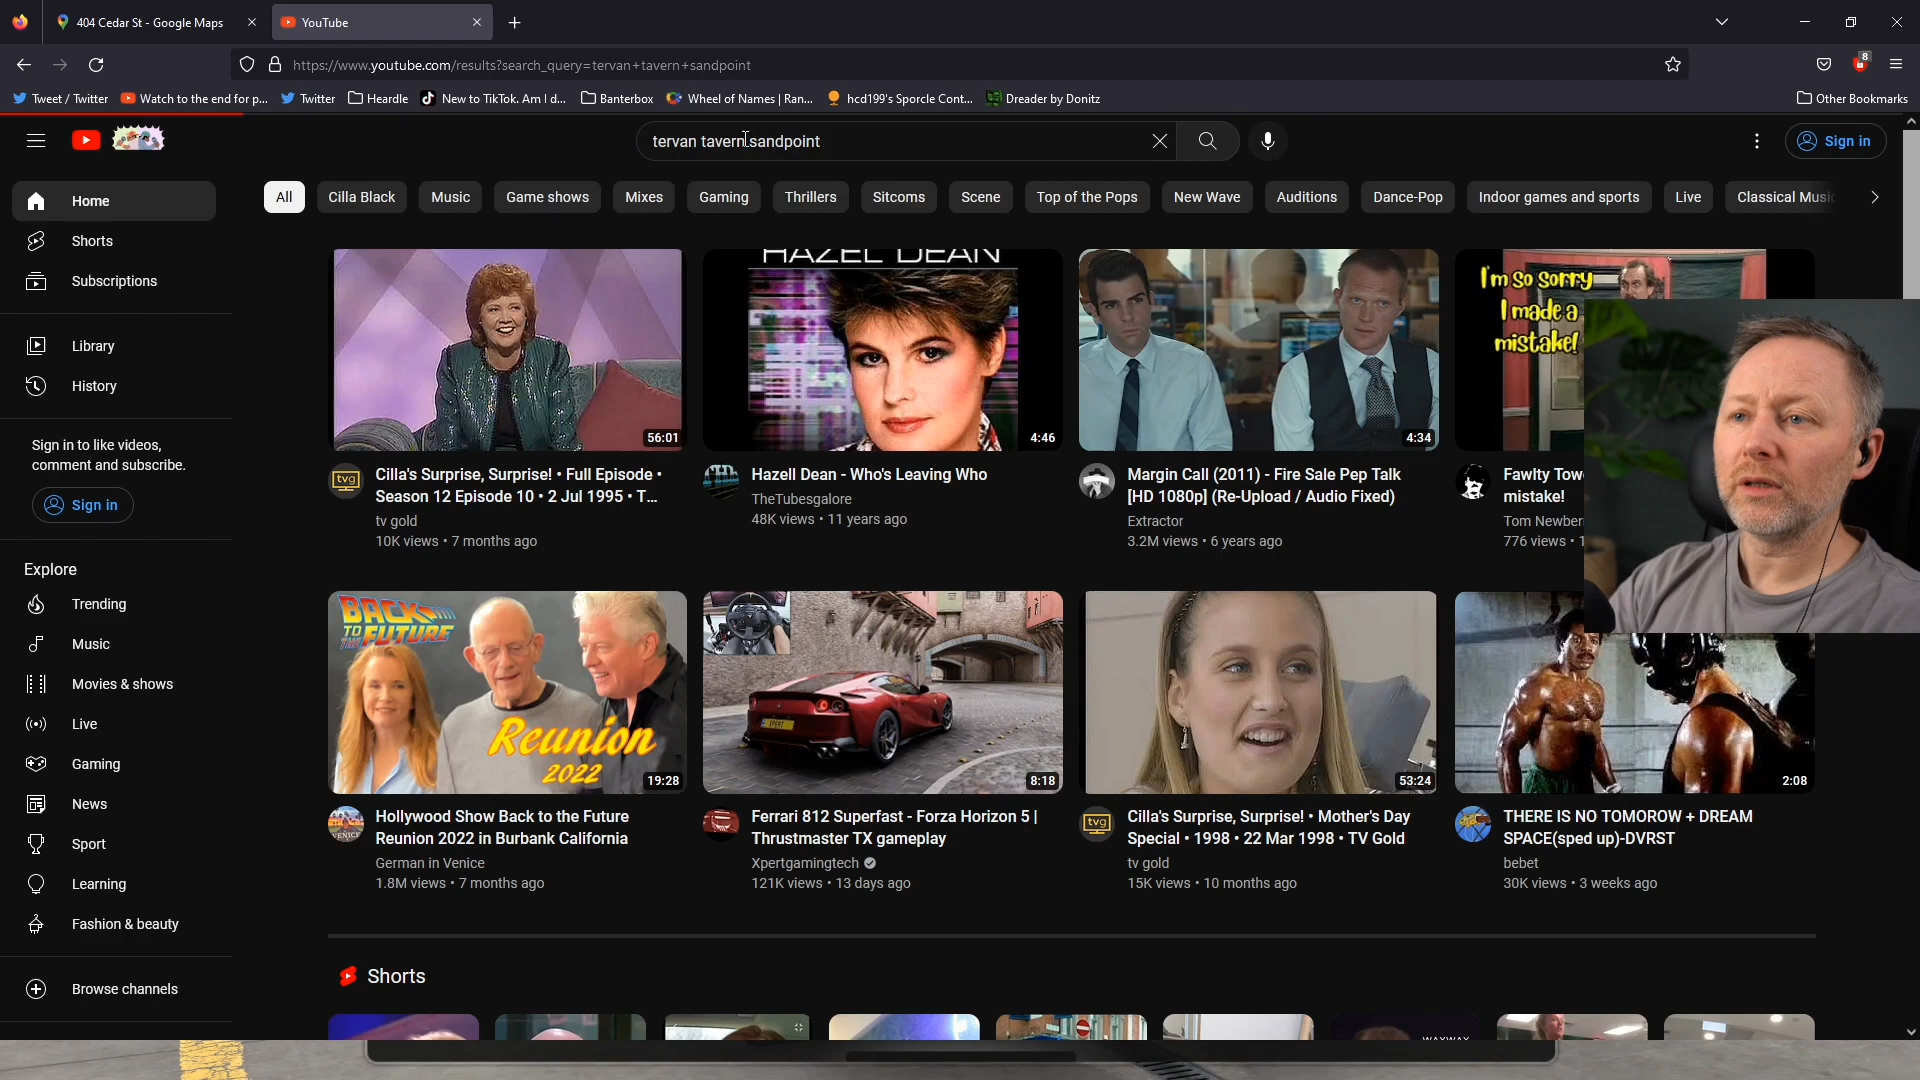 404 Cedar St - Google Maps
YouTube
https://www.youtube.com/results?search_query=tervan+tavern+sandpoint
8
Tweet / Twitter
Watch to the end for p...
Twitter
Heardle
New to TikTok. Am I d...
Banterbox
Wheel of Names | Ran...
hcd199's Sporcle Cont...
Dreader by Donitz
Other Bookmarks
tervan tavern sandpoint
Sign in
Home
Shorts
Subscriptions
Library
History
Sign in to like videos,
comment and subscribe.
Sign in
Explore
Trending
Music
Movies & shows
Live
Gaming
News
Sport
Learning
Fashion & beauty
Browse channels
All
Cilla Black
Music
Game shows
Mixes
Gaming
Thrillers
Sitcoms
Scene
Top of the Pops
New Wave
Auditions
Dance-Pop
Indoor games and sports
Live
Classical Music
56:01
tvg
Cilla's Surprise, Surprise! • Full Episode •
Season 12 Episode 10 • 2 Jul 1995 • T...
tv gold
10K views • 7 months ago
HAZEL DEAN
4:46
Hazell Dean - Who's Leaving Who
TheTubesgalore
48K views • 11 years ago
4:34
Margin Call (2011) - Fire Sale Pep Talk
[HD 1080p] (Re-Upload / Audio Fixed)
Extractor
3.2M views • 6 years ago
I'm so sorry
I made a
mistake!
Fawlty Tow
mistake!
Tom Newber
776 views • 1
BACK TO THE FUTURE
Reunion
2022
19:28
VENICE
Hollywood Show Back to the Future
Reunion 2022 in Burbank California
German in Venice
1.8M views • 7 months ago
XPERT
8:18
Ferrari 812 Superfast - Forza Horizon 5 |
Thrustmaster TX gameplay
Xpertgamingtech
121K views • 13 days ago
53:24
tvg
Cilla's Surprise, Surprise! • Mother's Day
Special • 1998 • 22 Mar 1998 • TV Gold
tv gold
15K views • 10 months ago
2:08
THERE IS NO TOMOROW + DREAM
SPACE(sped up)-DVRST
bebet
30K views • 3 weeks ago
Shorts